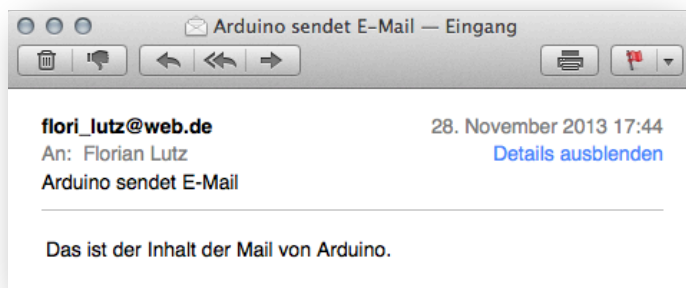 Arduino sendet E-Mail — Eingang
flori_lutz@web.de
28. November 2013 17:44
An: Florian Lutz
Details ausblenden
Arduino sendet E-Mail
Das ist der Inhalt der Mail von Arduino.